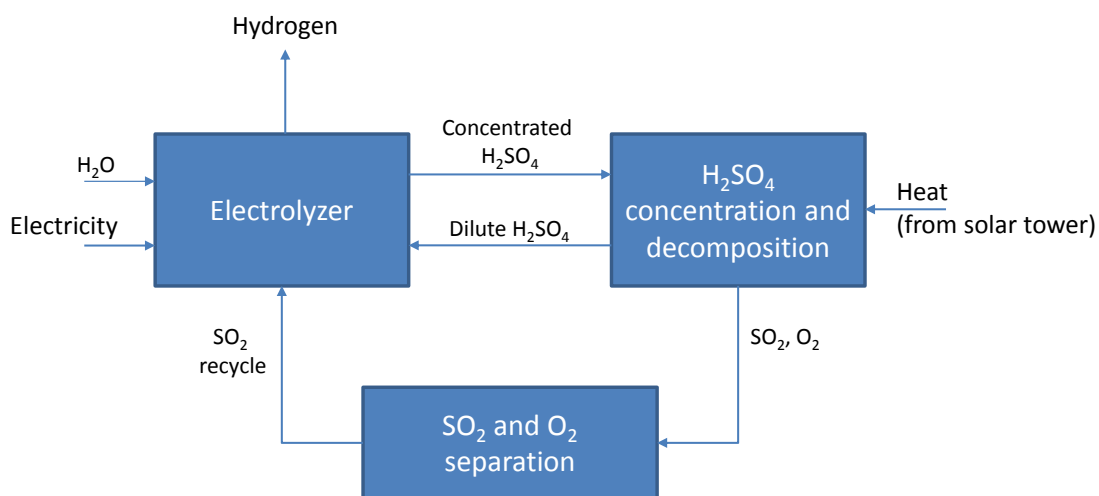 Hydrogen
Concentrated
H₂SO₄
H₂O
Electrolyzer
Electricity
Dilute H₂SO₄
H₂SO₄
concentration and
decomposition
Heat
(from solar tower)
SO₂
recycle
SO₂, O₂
SO₂ and O₂
separation